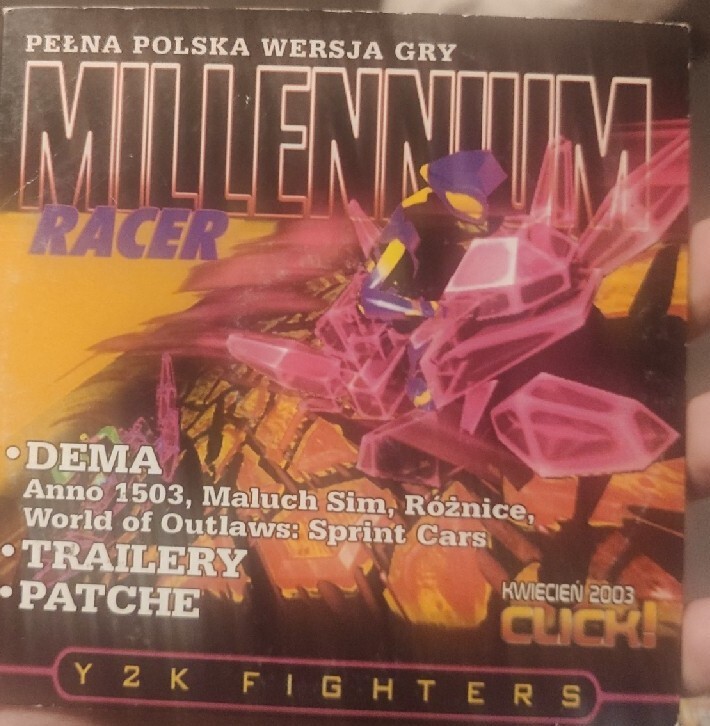 PEŁNA POLSKA WERSJA GRY
MILLENNIUM
RACER
•DEMA
Anno 1503, Maluch Sim, Różnice,
World of Outlaws: Sprint Cars
•TRAILERY
•PATCHE
KWIECIEŃ 2003
CLICK!
Y2K FIGHTERS